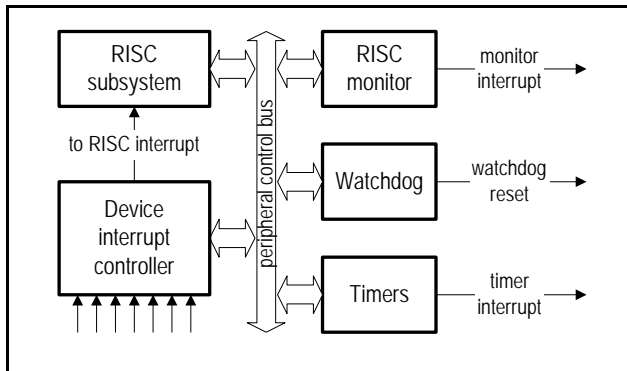 RISC
subsystem
RISC
monitor
monitor
interrupt
to RISC interrupt
peripheral control bus
Watchdog
watchdog
reset
Device
interrupt
controller
Timers
timer
interrupt